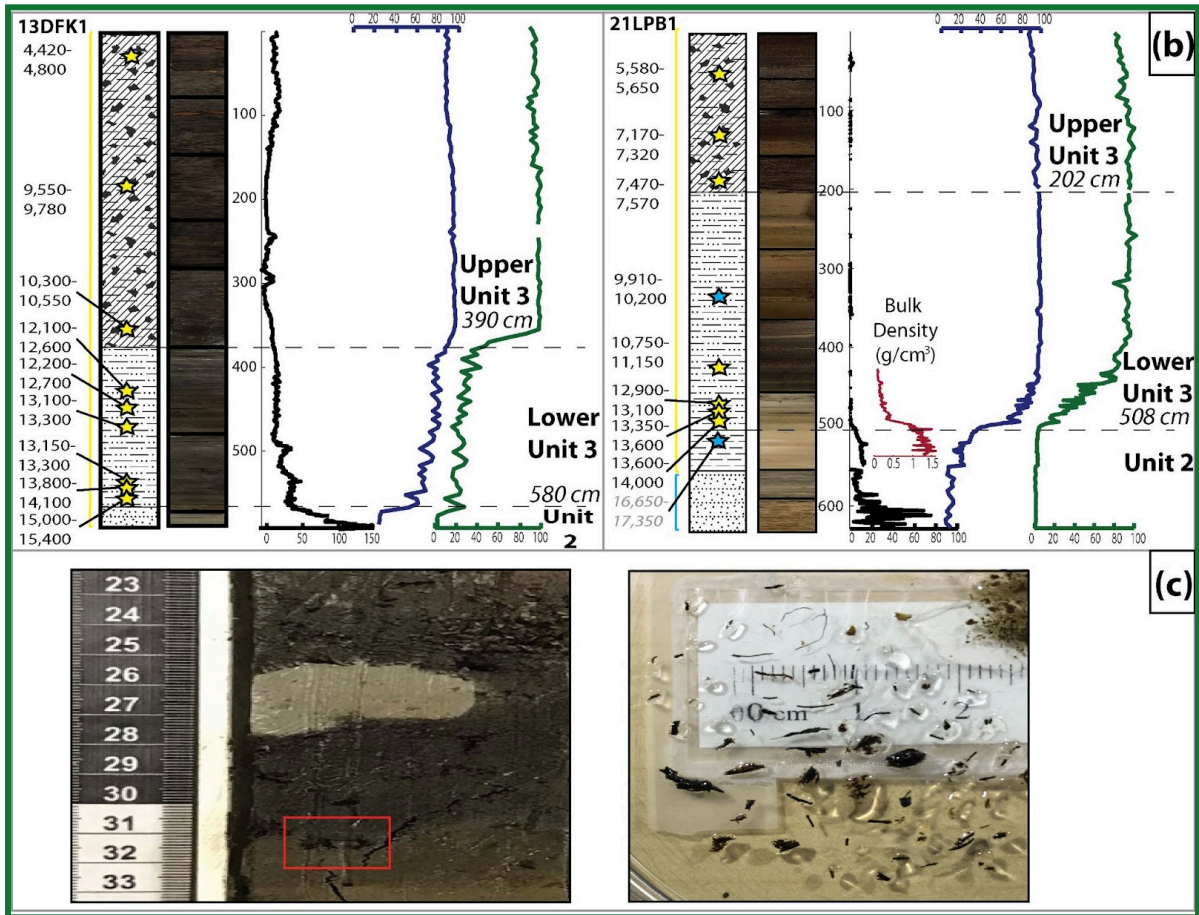 (b)
13DFK1
4,420-
4,800
9,550-
9,780
10,300-
10,550
12,100-
12,600
12,200-
12,700
13,100-
13,300
13,150-
13,300
13,800-
14,100
15,000-
15,400
0 20 40 60 80 100
100
200
300
400
500
0 50 100 150
0 20 40 60 80 100
Upper
Unit 3
390 cm
Lower
Unit 3
580 cm
Unit
2
21LPB1
5,580-
5,650
7,170-
7,320
7,470-
7,570
9,910-
10,200
10,750-
11,150
12,900-
13,100
13,350-
13,600
13,600-
14,000
16,650-
17,350
0 20 40 60 80 100
100
200
300
400
500
600
0 20 40 60 80 100
0 20 40 60 80 100
Bulk
Density
(g/cm³)
0 0.5 1 1.5
Upper
Unit 3
202 cm
Lower
Unit 3
508 cm
Unit 2
(c)
23
24
25
26
27
28
29
30
31
32
33
0 cm 1 2